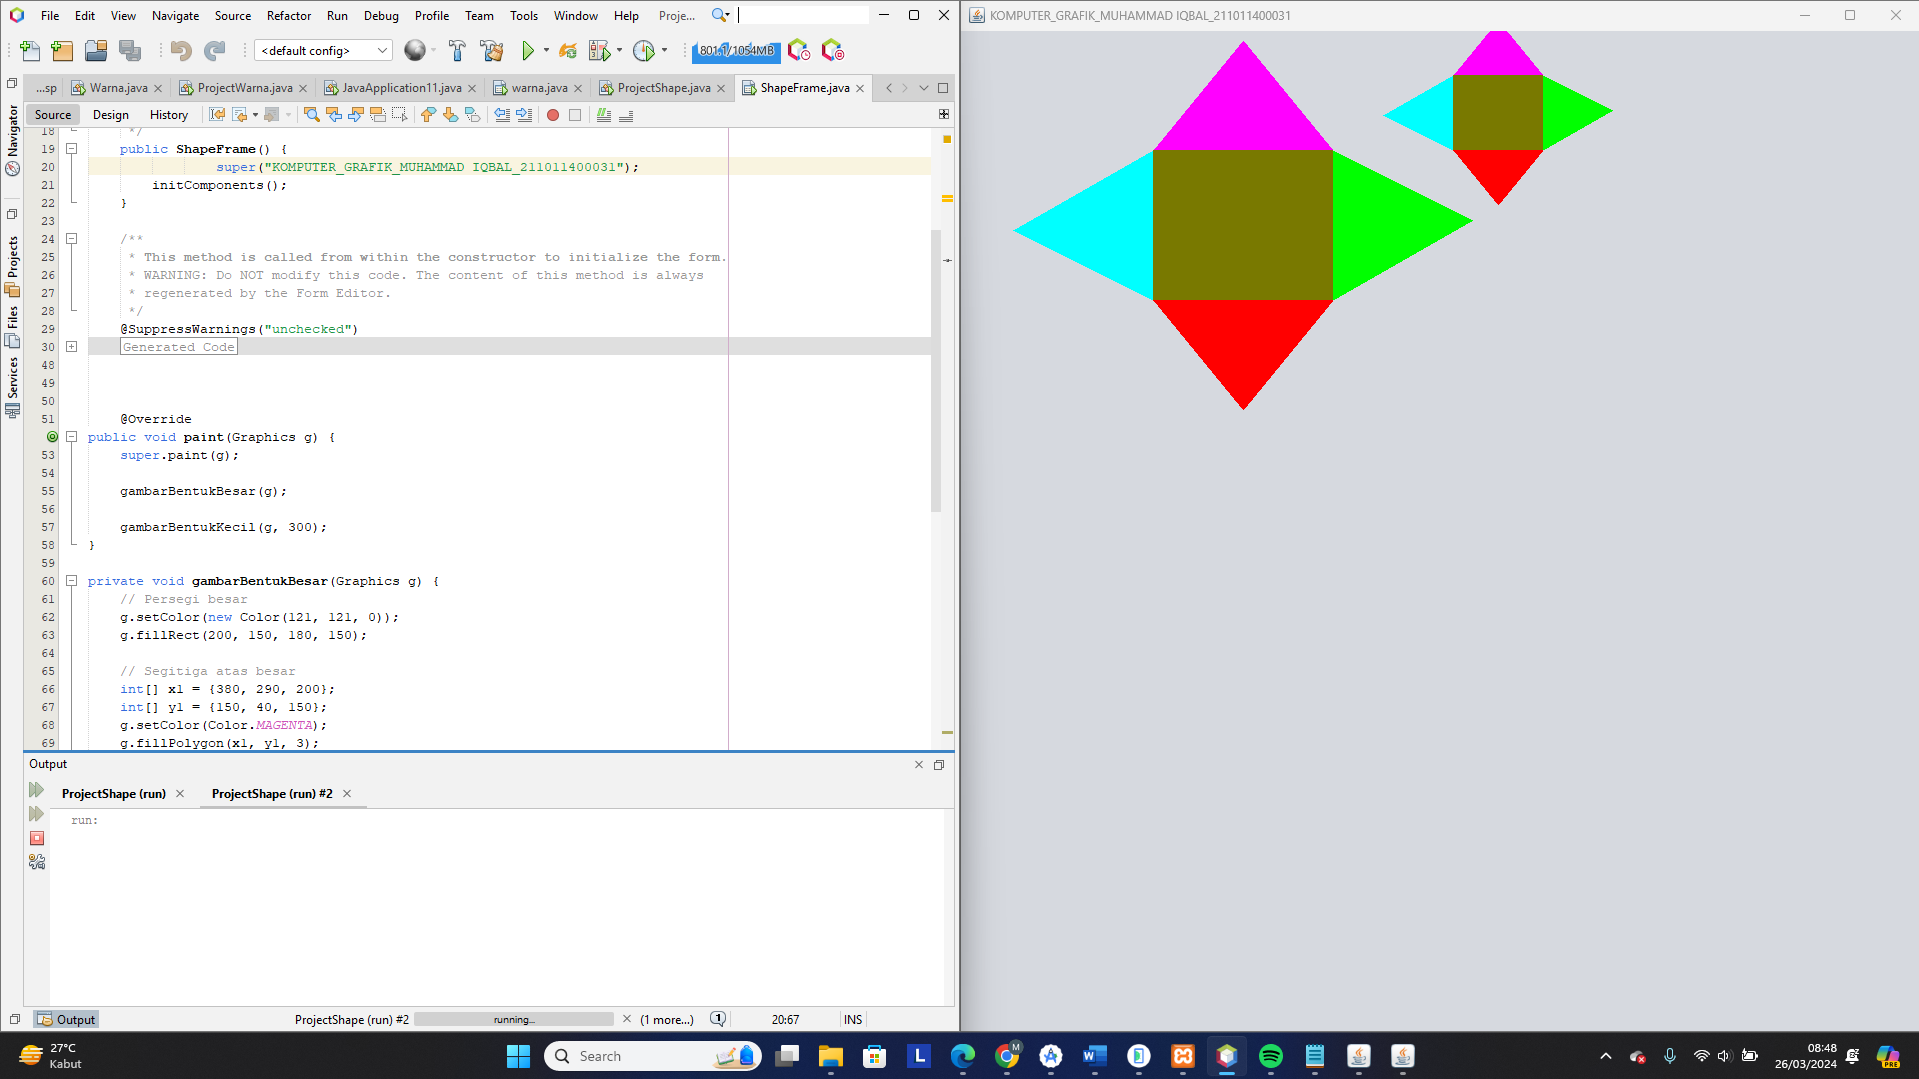 File Edit View Navigate Source Refactor Run Debug Profile Team Tools Window Help Proje...
<default config>
801.1/1054MB
...sp Warna.java ProjectWarna.java JavaApplication11.java warna.java ProjectShape.java ShapeFrame.java
Source Design History
Navigator
Projects
Files
Services
18 */
19 public ShapeFrame() {
20 super("KOMPUTER_GRAFIK_MUHAMMAD IQBAL_211011400031");
21 initComponents();
22 }
23
24 /**
25 * This method is called from within the constructor to initialize the form.
26 * WARNING: Do NOT modify this code. The content of this method is always
27 * regenerated by the Form Editor.
28 */
29 @SuppressWarnings("unchecked")
30 Generated Code
48
49
50
51 @Override
public void paint(Graphics g) {
53 super.paint(g);
54
55 gambarBentukBesar(g);
56
57 gambarBentukKecil(g, 300);
58 }
59
60 private void gambarBentukBesar(Graphics g) {
61 // Persegi besar
62 g.setColor(new Color(121, 121, 0));
63 g.fillRect(200, 150, 180, 150);
64
65 // Segitiga atas besar
66 int[] x1 = {380, 290, 200};
67 int[] y1 = {150, 40, 150};
68 g.setColor(Color.MAGENTA);
69 g.fillPolygon(x1, y1, 3);
Output
ProjectShape (run) ProjectShape (run) #2
run:
Output ProjectShape (run) #2 running... (1 more...) 1 20:67 INS
KOMPUTER_GRAFIK_MUHAMMAD IQBAL_211011400031
27°C
Kabut
Search
L
M
W
08:48
26/03/2024
PRE